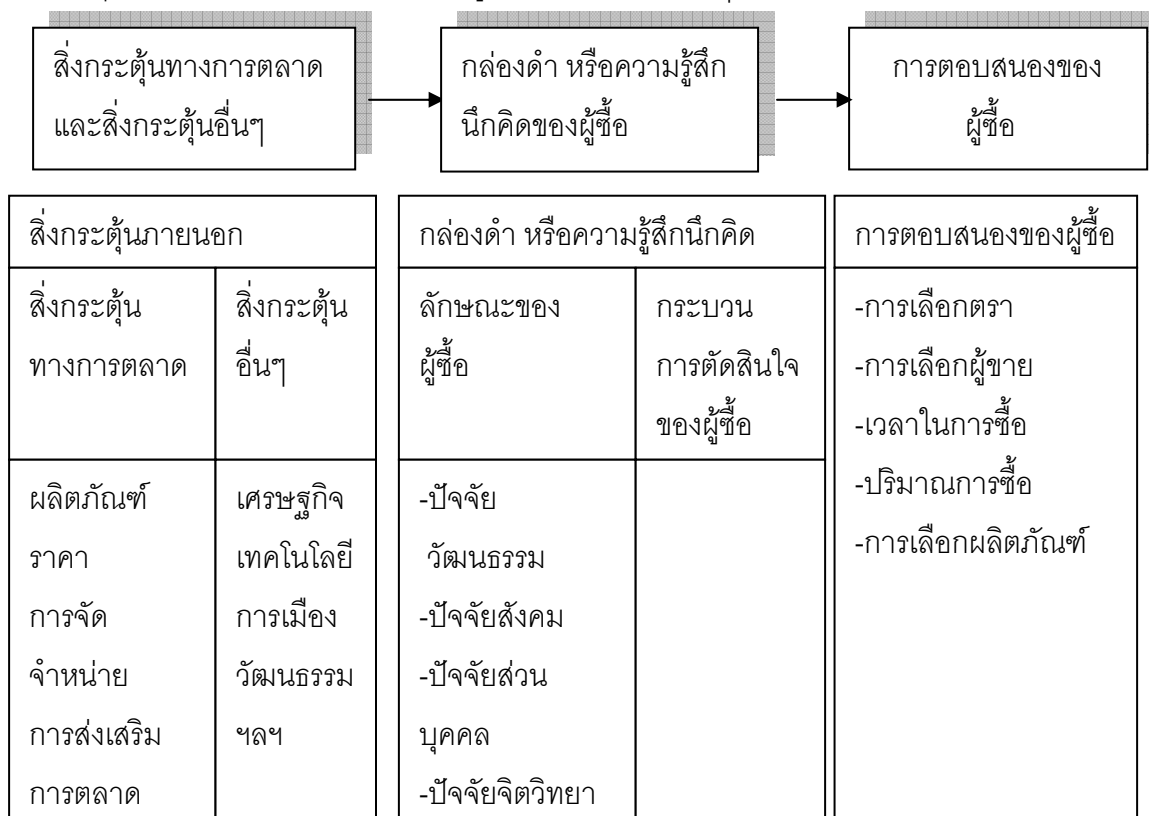 สิ่งกระตุ้นทางการตลาด
และสิ่งกระตุ้นอื่นๆ
กล่องดำ หรือความรู้สึก
นึกคิดของผู้ซื้อ
การตอบสนองของ
ผู้ซื้อ
สิ่งกระตุ้นภายนอก
สิ่งกระตุ้น
ทางการตลาด
สิ่งกระตุ้น
อื่นๆ
ผลิตภัณฑ์
ราคา
การจัด
จำหน่าย
การส่งเสริม
การตลาด
เศรษฐกิจ
เทคโนโลยี
การเมือง
วัฒนธรรม
ฯลฯ
กล่องดำ หรือความรู้สึกนึกคิด
ลักษณะของ
ผู้ซื้อ
กระบวน
การตัดสินใจ
ของผู้ซื้อ
-ปัจจัย
วัฒนธรรม
-ปัจจัยสังคม
-ปัจจัยส่วน
บุคคล
-ปัจจัยจิตวิทยา
การตอบสนองของผู้ซื้อ
-การเลือกตรา
-การเลือกผู้ขาย
-เวลาในการซื้อ
-ปริมาณการซื้อ
-การเลือกผลิตภัณฑ์